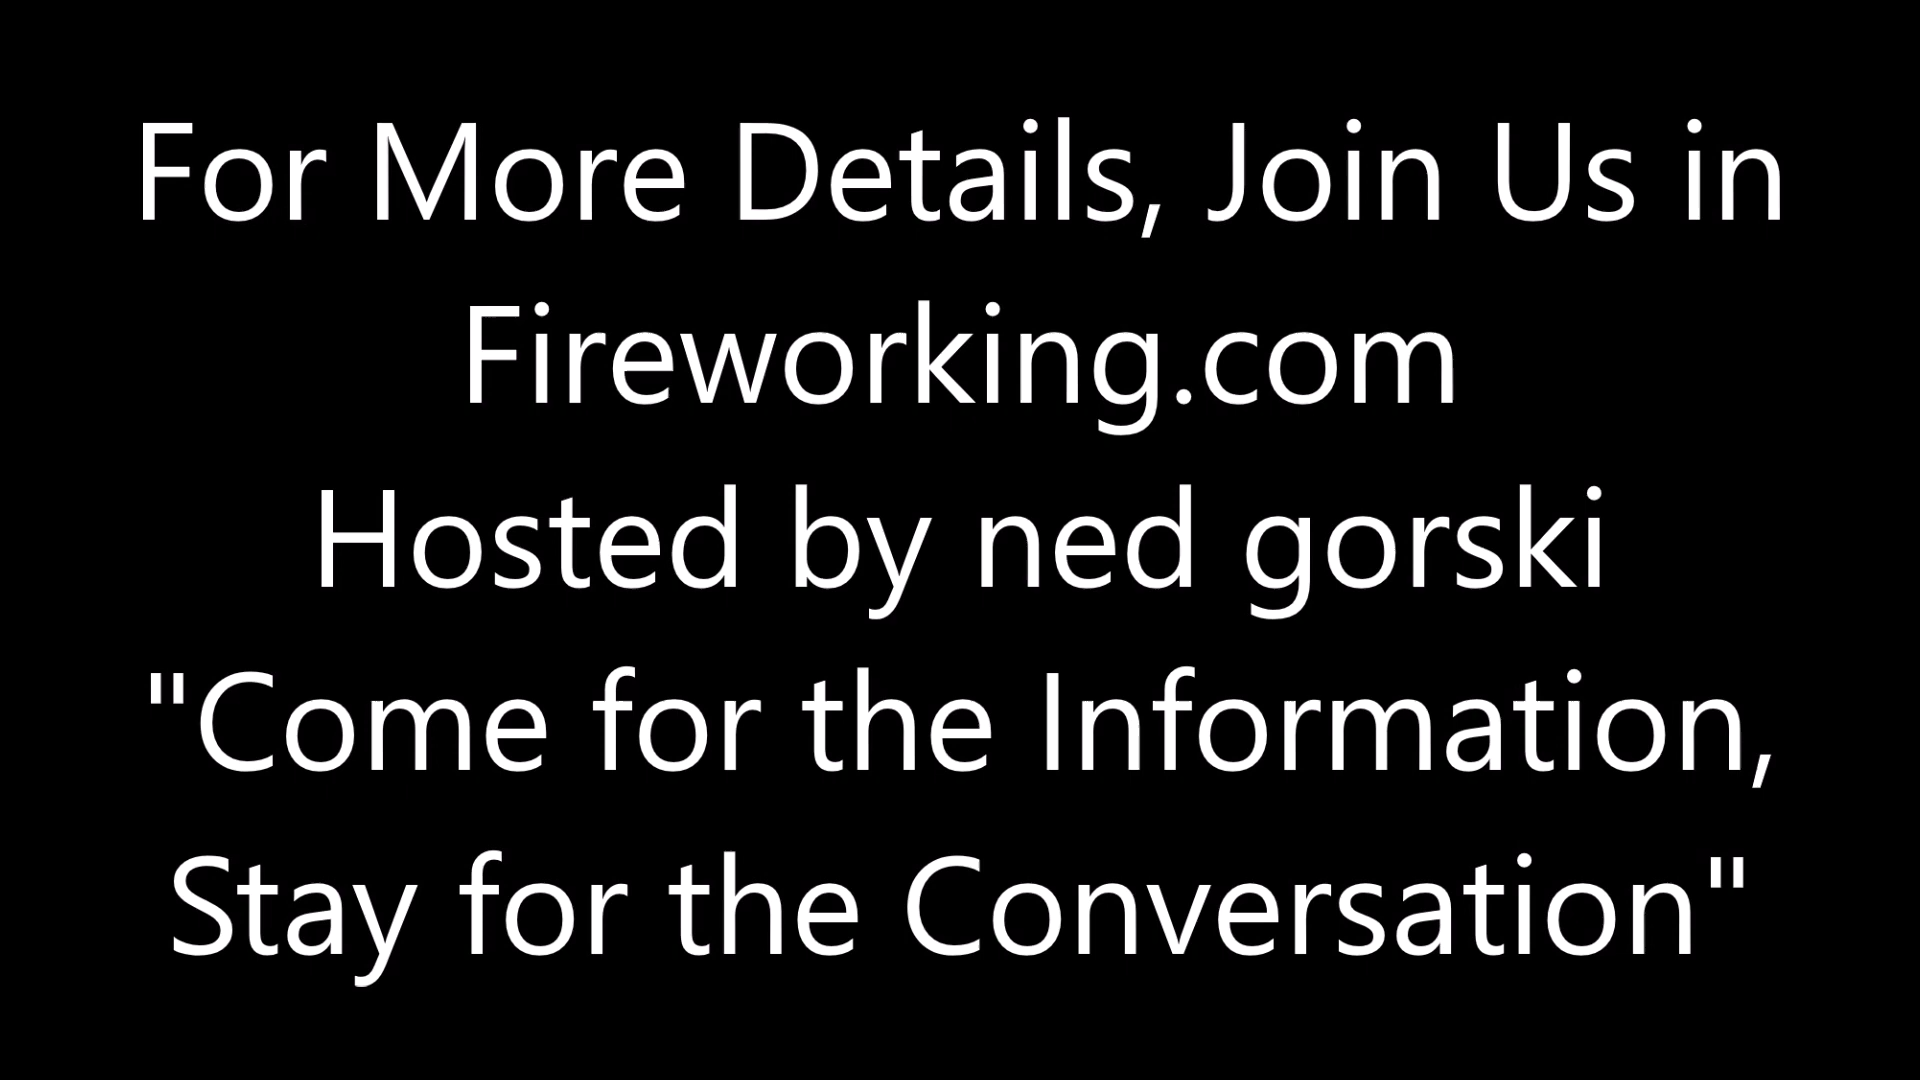 For More Details, Join Us in
Fireworking.com
Hosted by ned gorski
"Come for the Information,
Stay for the Conversation"